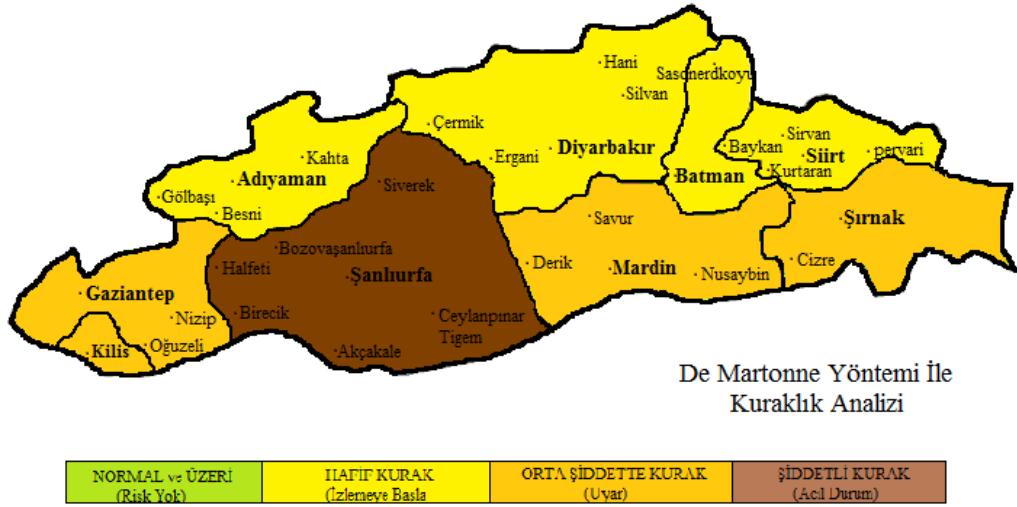 Hani
Sasonerdkoyu
Silvan
Çermik
Sirvan
Baykan
Diyarbakır
Siirt
pervari
Ergani
Kahta
Kurtaran
Batman
Adıyaman
Siverek
Gölbaşı
Besni
Savur
Şırnak
Bozovaşanlıurfa
Halfeti
Şanlıurfa
Derik
Mardin
Nusaybin
Cizre
Gaziantep
Nizip
Birecik
Ceylanpınar
Tigem
Kilis
Oğuzeli
Akçakale
De Martonne Yöntemi İle
Kuraklık Analizi
NORMAL ve ÜZERİ
(Risk Yok)
HAFİF KURAK
(İzlemeye Başla
ORTA ŞİDDETTE KURAK
(Uyar)
ŞİDDETLİ KURAK
(Acil Durum)